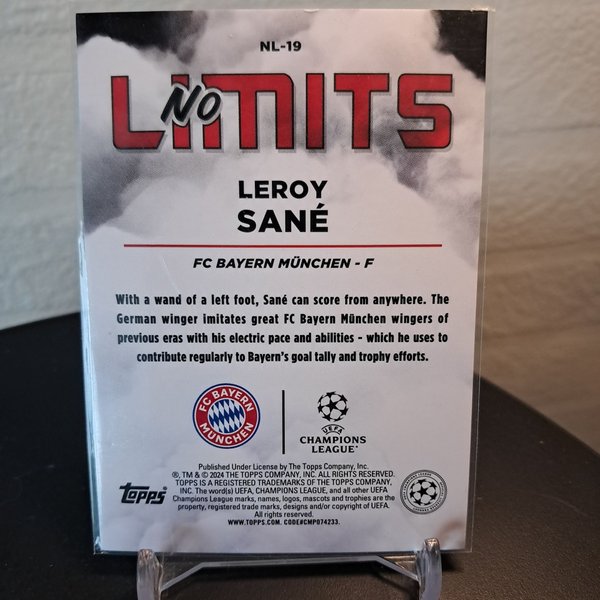 NL-19
NO LIMITS
LEROY
SANÉ
FC BAYERN MÜNCHEN - F
With a wand of a left foot, Sané can score from anywhere. The
German winger imitates great FC Bayern München wingers of
previous eras with his electric pace and abilities - which he uses to
contribute regularly to Bayern's goal tally and trophy efforts.
FC BAYERN
MÜNCHEN
UEFA
CHAMPIONS
LEAGUE
Published Under License by The Topps Company, Inc.
®, TM & © 2024 THE TOPPS COMPANY, INC. ALL RIGHTS RESERVED.
TOPPS IS A REGISTERED TRADEMARKS OF THE TOPPS COMPANY,
INC. The word(s) UEFA, CHAMPIONS LEAGUE, and all other UEFA
Champions League marks, names, logos, mascots and trophies are the
property, registered trade marks, designs and/or copyright of UEFA.
All rights reserved.
WWW.TOPPS.COM. CODE#CMP074233.
Topps